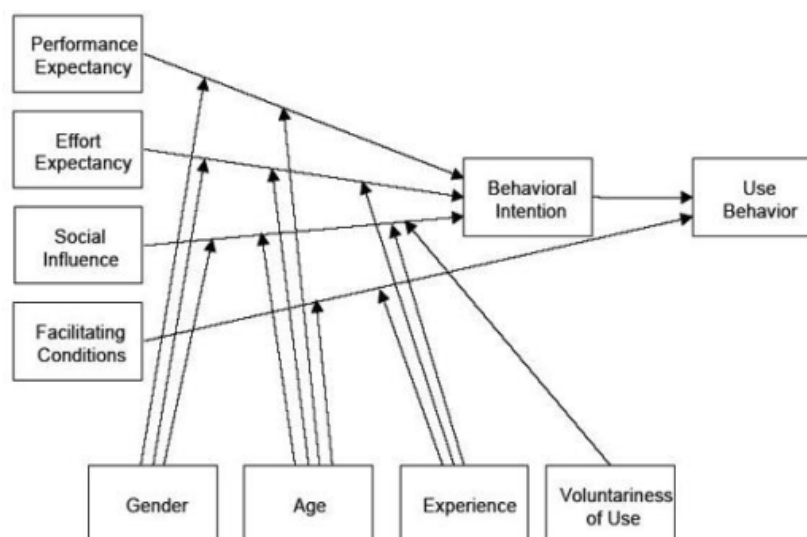 Performance
Expectancy
Effort
Expectancy
Social
Influence
Facilitating
Conditions
Behavioral
Intention
Use
Behavior
Gender
Age
Experience
Voluntariness
of Use